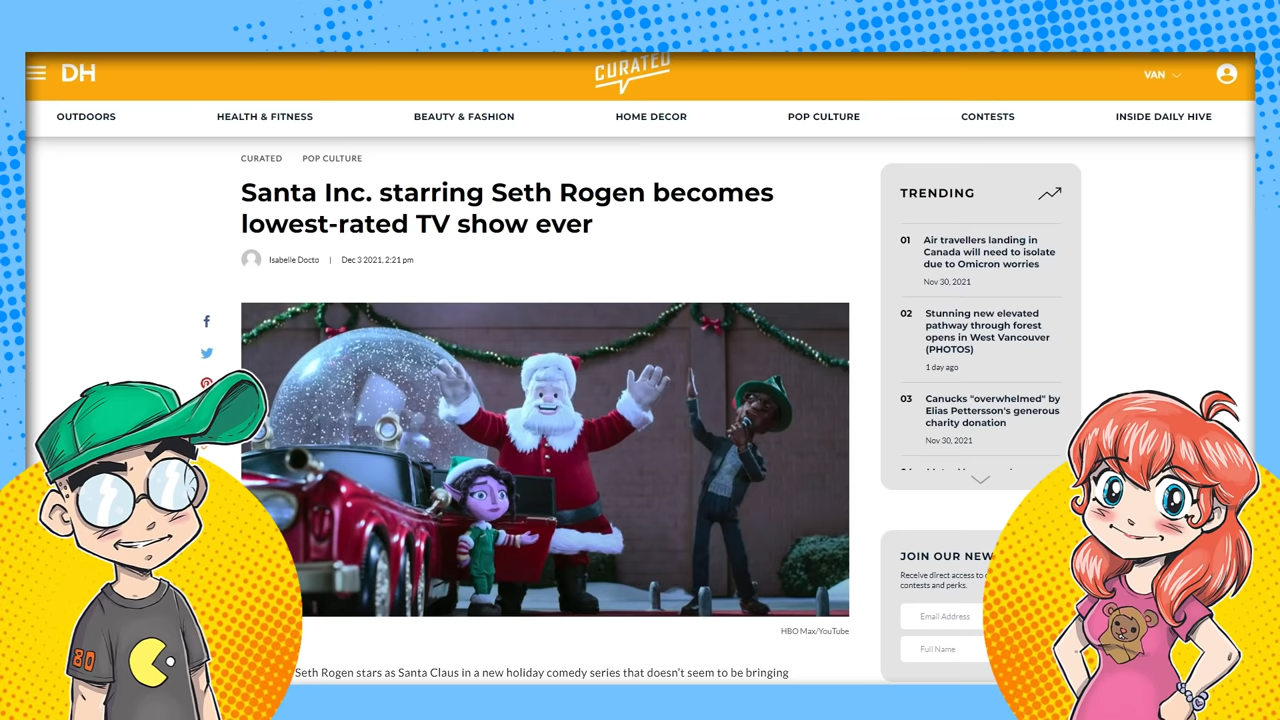 DH
CURATED
VAN
OUTDOORS
HEALTH & FITNESS
BEAUTY & FASHION
HOME DECOR
POP CULTURE
CONTESTS
INSIDE DAILY HIVE
CURATED
POP CULTURE
Santa Inc. starring Seth Rogen becomes
lowest-rated TV show ever
Isabelle Docto | Dec 3 2021, 2:21 pm
HBO Max/YouTube
Seth Rogen stars as Santa Claus in a new holiday comedy series that doesn't seem to be bringing
TRENDING
01
Air travellers landing in
Canada will need to isolate
due to Omicron worries
Nov 30, 2021
02
Stunning new elevated
pathway through forest
opens in West Vancouver
(PHOTOS)
1 day ago
03
Canucks "overwhelmed" by
Elias Pettersson's generous
charity donation
Nov 30, 2021
JOIN OUR NEW
Receive direct access to
contests and perks.
Email Address
Full Name
80